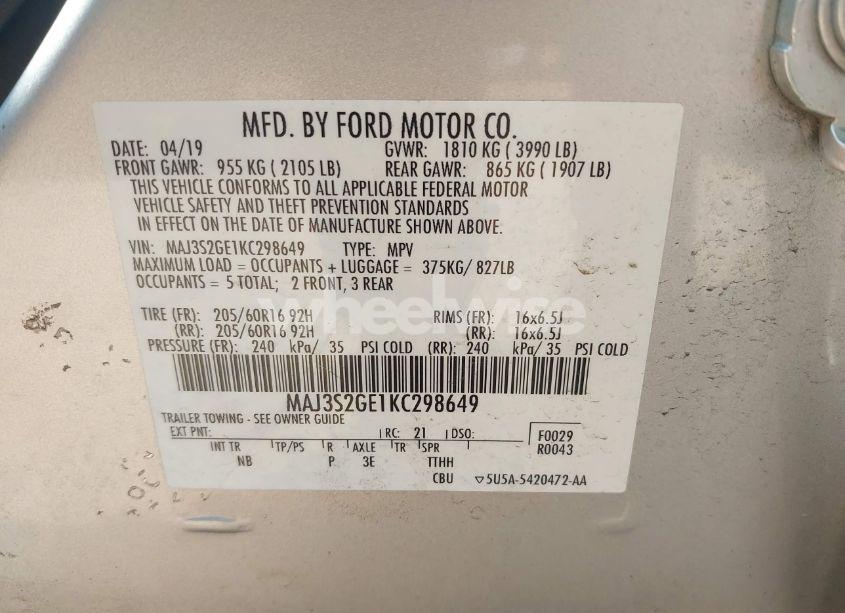 MFD. BY FORD MOTOR CO.
DATE: 04/19 GVWR: 1810 KG ( 3990 LB)
FRONT GAWR: 955 KG ( 2105 LB) REAR GAWR: 865 KG ( 1907 LB)
THIS VEHICLE CONFORMS TO ALL APPLICABLE FEDERAL MOTOR
VEHICLE SAFETY AND THEFT PREVENTION STANDARDS
IN EFFECT ON THE DATE OF MANUFACTURE SHOWN ABOVE.
VIN: MAJ3S2GE1KC298649 TYPE: MPV
MAXIMUM LOAD = OCCUPANTS + LUGGAGE = 375KG/ 827LB
OCCUPANTS = 5 TOTAL; 2 FRONT, 3 REAR
wheelwise
TIRE (FR): 205/60R16 92H RIMS (FR): 16x6.5J
(RR): 205/60R16 92H (RR): 16x6.5J
PRESSURE (FR): 240 kPa/ 35 PSI COLD (RR): 240 kPa/ 35 PSI COLD
MAJ3S2GE1KC298649
TRAILER TOWING - SEE OWNER GUIDE
EXT PNT: RC: 21 DSO: F0029
R0043
INT TR TP/PS R AXLE TR SPR
NB P 3E TTHH
CBU ▽5U5A-5420472-AA